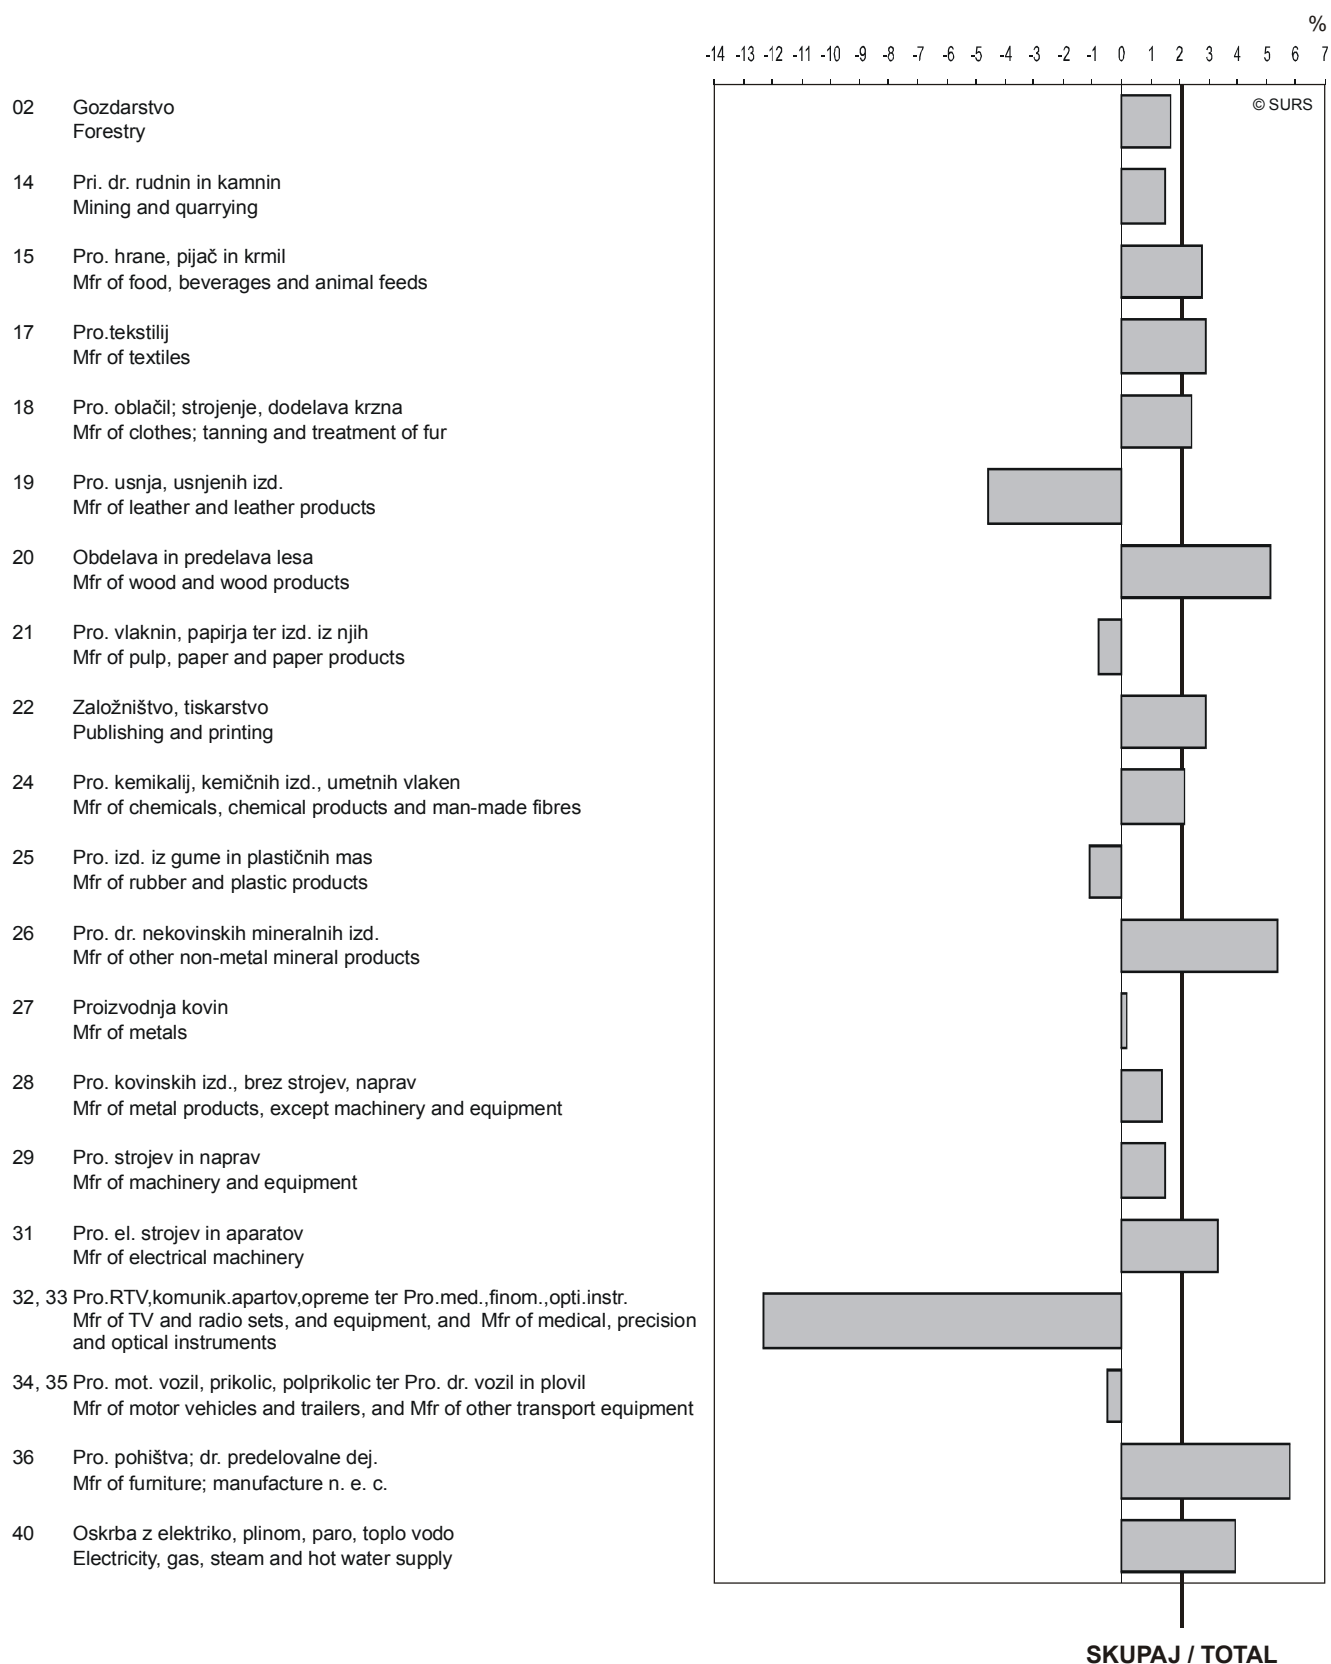 %
-14 -13 -12 -11 -10 -9 -8 -7 -6 -5 -4 -3 -2 -1 0 1 2 3 4 5 6 7
© SURS
02 Gozdarstvo
Forestry
14 Pri. dr. rudnin in kamnin
Mining and quarrying
15 Pro. hrane, pijač in krmil
Mfr of food, beverages and animal feeds
17 Pro.tekstilij
Mfr of textiles
18 Pro. oblačil; strojenje, dodelava krzna
Mfr of clothes; tanning and treatment of fur
19 Pro. usnja, usnjenih izd.
Mfr of leather and leather products
20 Obdelava in predelava lesa
Mfr of wood and wood products
21 Pro. vlaknin, papirja ter izd. iz njih
Mfr of pulp, paper and paper products
22 Založništvo, tiskarstvo
Publishing and printing
24 Pro. kemikalij, kemičnih izd., umetnih vlaken
Mfr of chemicals, chemical products and man-made fibres
25 Pro. izd. iz gume in plastičnih mas
Mfr of rubber and plastic products
26 Pro. dr. nekovinskih mineralnih izd.
Mfr of other non-metal mineral products
27 Proizvodnja kovin
Mfr of metals
28 Pro. kovinskih izd., brez strojev, naprav
Mfr of metal products, except machinery and equipment
29 Pro. strojev in naprav
Mfr of machinery and equipment
31 Pro. el. strojev in aparatov
Mfr of electrical machinery
32, 33 Pro.RTV,komunik.apartov,opreme ter Pro.med.,finom.,opti.instr.
Mfr of TV and radio sets, and equipment, and Mfr of medical, precision
and optical instruments
34, 35 Pro. mot. vozil, prikolic, polprikolic ter Pro. dr. vozil in plovil
Mfr of motor vehicles and trailers, and Mfr of other transport equipment
36 Pro. pohištva; dr. predelovalne dej.
Mfr of furniture; manufacture n. e. c.
40 Oskrba z elektriko, plinom, paro, toplo vodo
Electricity, gas, steam and hot water supply
SKUPAJ / TOTAL